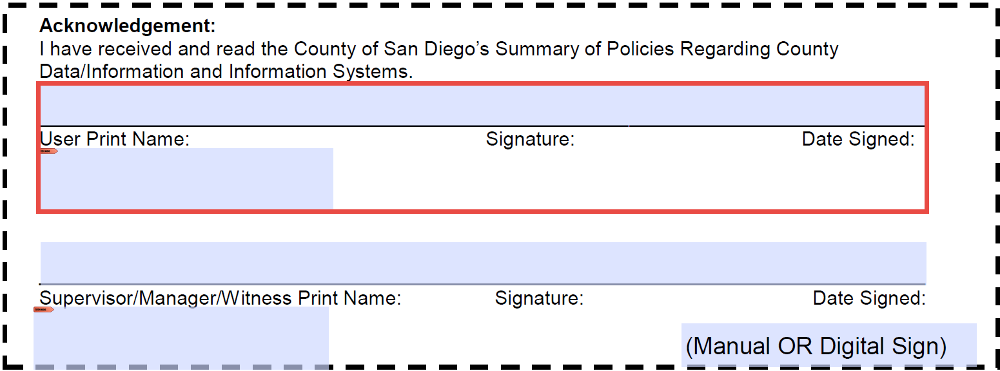 Acknowledgement:
I have received and read the County of San Diego’s Summary of Policies Regarding County
Data/Information and Information Systems.
User Print Name: Signature: Date Signed:
Supervisor/Manager/Witness Print Name: Signature: Date Signed:
(Manual OR Digital Sign)